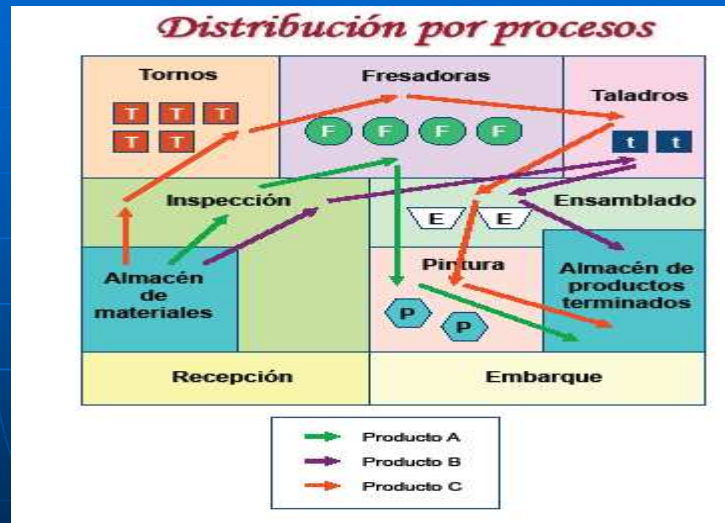 Distribución por procesos
Tornos
Fresadoras
Taladros
T T T
T T
F F F F
t t
Inspección
Ensamblado
E E
Almacén
de
materiales
Pintura
P
P
Almacén de
productos
terminados
Recepción
Embarque
Producto A
Producto B
Producto C